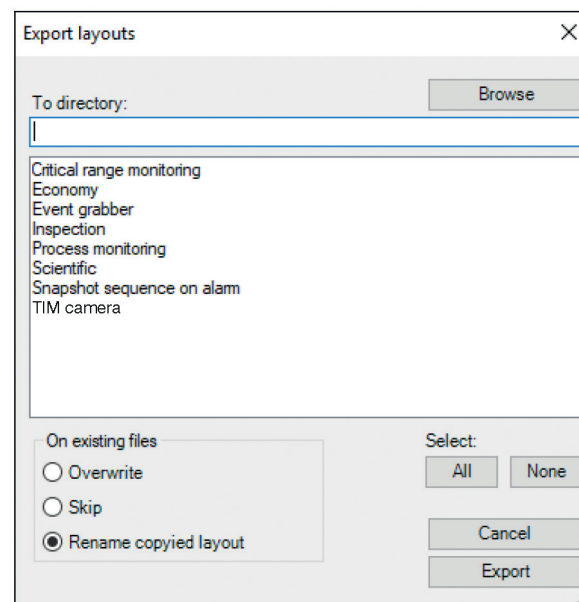 Export layouts
Browse
To directory:
Critical range monitoring
Economy
Event grabber
Inspection
Process monitoring
Scientific
Snapshot sequence on alarm
TIM camera
On existing files
Overwrite
Skip
Rename copyied layout
Select:
All None
Cancel
Export